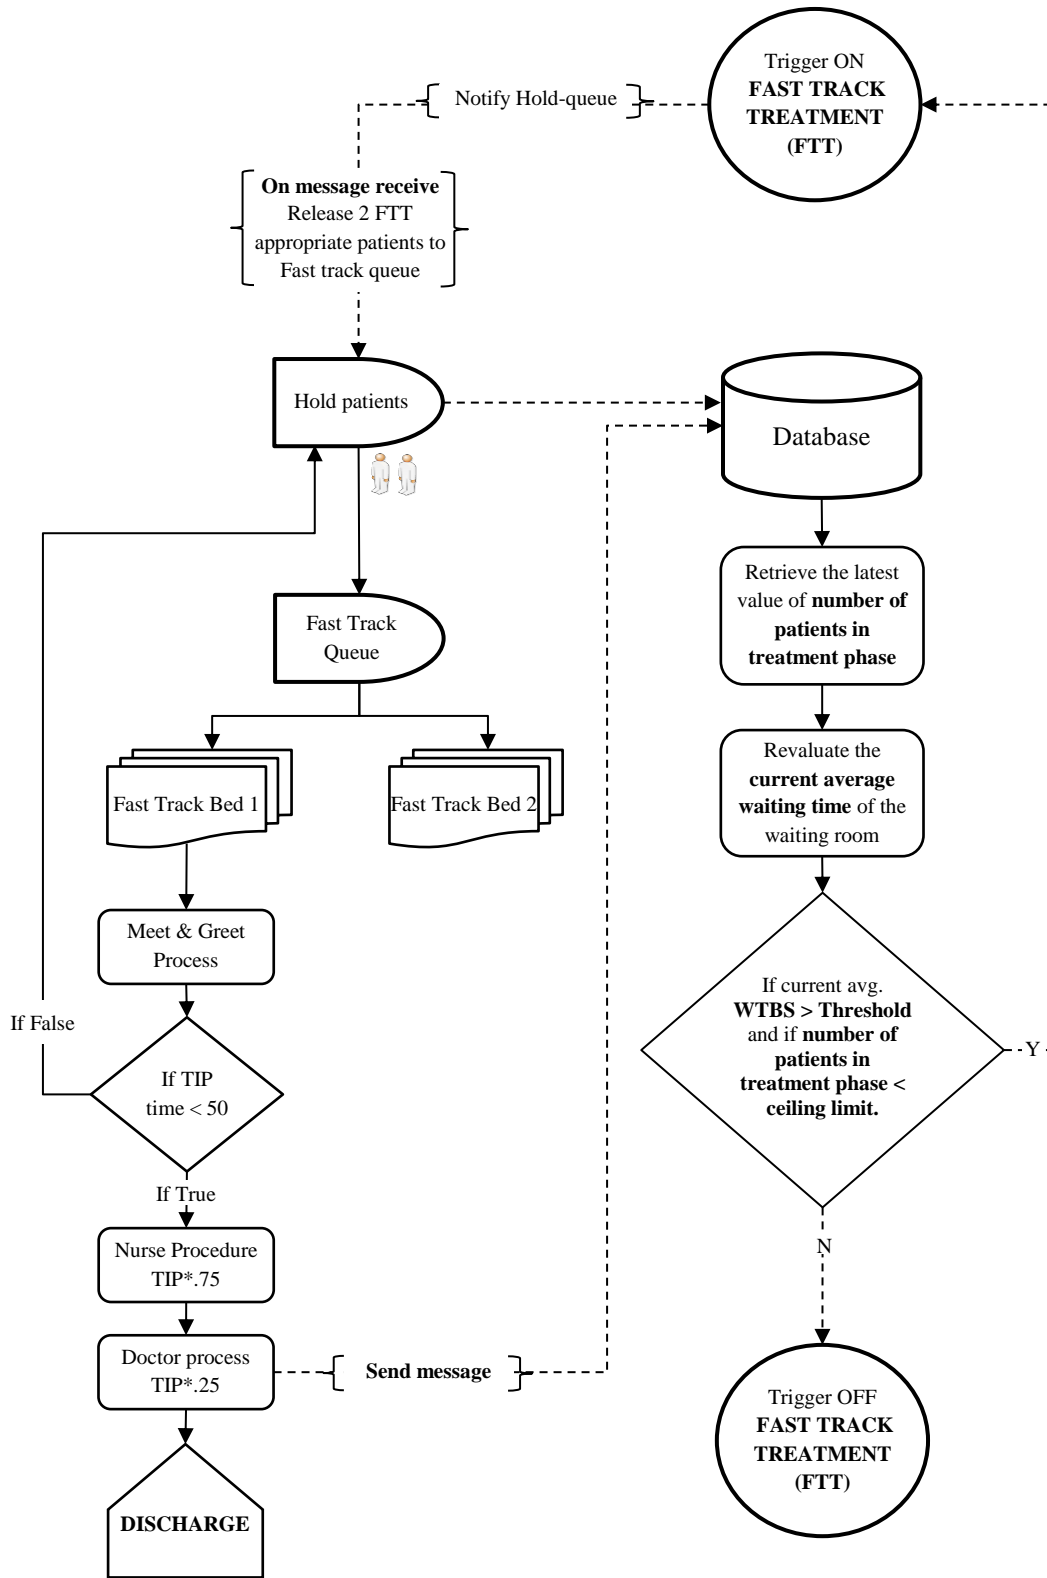 Trigger ON
FAST TRACK
TREATMENT
(FTT)
Notify Hold-queue
On message receive
Release 2 FTT
appropriate patients to
Fast track queue
Hold patients
Database
Retrieve the latest
value of number of
patients in
treatment phase
Fast Track
Queue
Revaluate the
current average
waiting time of the
waiting room
Fast Track Bed 1
Fast Track Bed 2
Meet & Greet
Process
If current avg.
WTBS > Threshold
and if number of
patients in
treatment phase <
ceiling limit.
If False
Y
If TIP
time < 50
If True
Nurse Procedure
TIP*.75
N
Doctor process
TIP*.25
Send message
Trigger OFF
FAST TRACK
TREATMENT
(FTT)
DISCHARGE